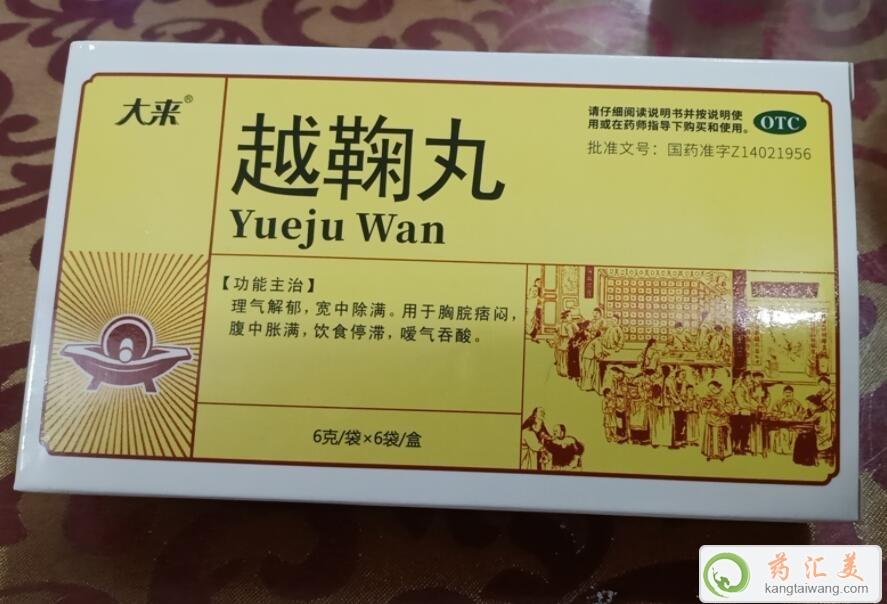 大来®
越鞠丸
Yueju Wan
请仔细阅读说明书并按说明使
用或在药师指导下购买和使用。
OTC
批准文号：国药准字Z14021956
【功能主治】
理气解郁，宽中除满。用于胸脘痞闷，
腹中胀满，饮食停滞，嗳气吞酸。
6克/袋×6袋/盒
药汇美
kangtaiwang.com